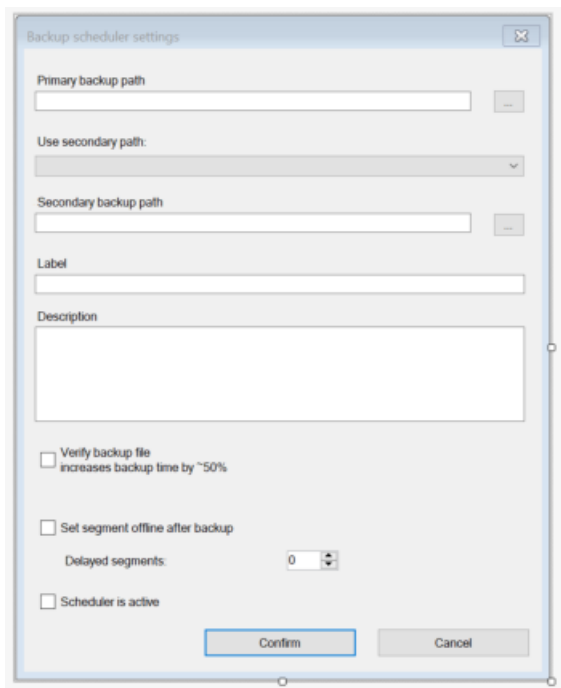 Backup scheduler settings
Primary backup path
...
Use secondary path:
Secondary backup path
...
Label
Description
Verify backup file
increases backup time by ~50%
Set segment offline after backup
Delayed segments: 0
Scheduler is active
Confirm Cancel